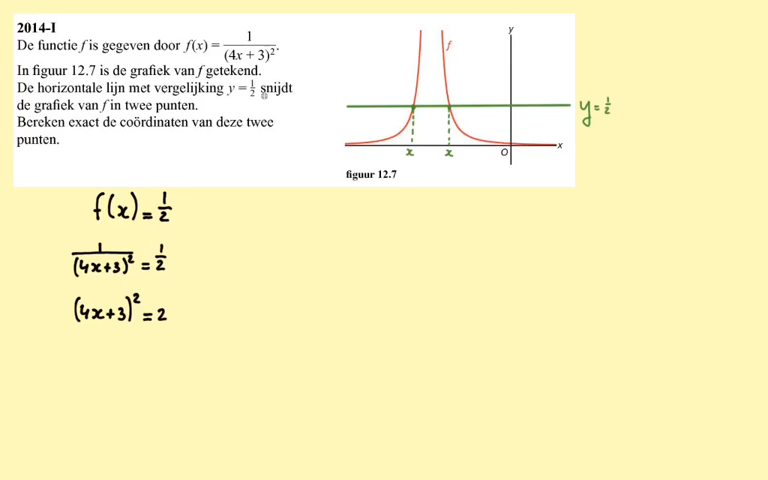 2014-I
De functie f is gegeven door f(x) = 1/(4x + 3)².
In figuur 12.7 is de grafiek van f getekend.
De horizontale lijn met vergelijking y = ½ snijdt
de grafiek van f in twee punten.
Bereken exact de coördinaten van deze twee
punten.
y
f
y = ½
x x O x
figuur 12.7
f(x) = ½
1/(4x+3)² = ½
(4x+3)² = 2